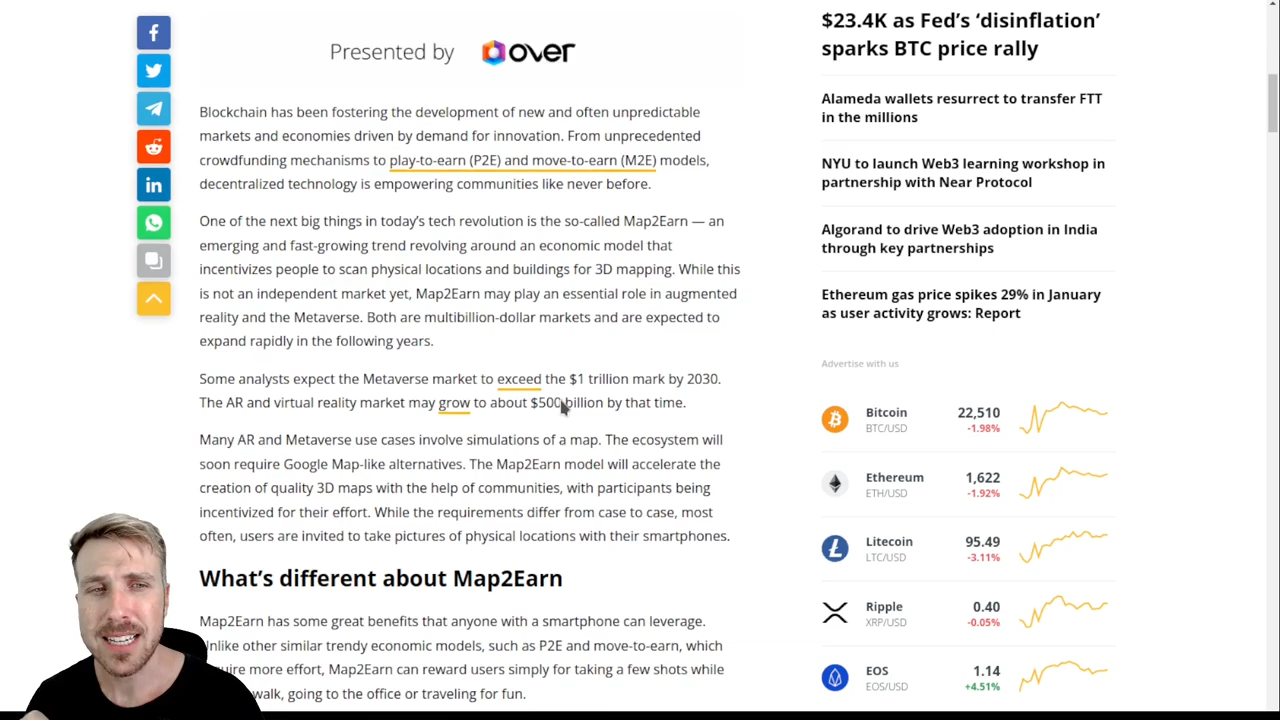 Presented by over
Blockchain has been fostering the development of new and often unpredictable
markets and economies driven by demand for innovation. From unprecedented
crowdfunding mechanisms to play-to-earn (P2E) and move-to-earn (M2E) models,
decentralized technology is empowering communities like never before.
One of the next big things in today's tech revolution is the so-called Map2Earn — an
emerging and fast-growing trend revolving around an economic model that
incentivizes people to scan physical locations and buildings for 3D mapping. While this
is not an independent market yet, Map2Earn may play an essential role in augmented
reality and the Metaverse. Both are multibillion-dollar markets and are expected to
expand rapidly in the following years.
Some analysts expect the Metaverse market to exceed the $1 trillion mark by 2030.
The AR and virtual reality market may grow to about $500 billion by that time.
Many AR and Metaverse use cases involve simulations of a map. The ecosystem will
soon require Google Map-like alternatives. The Map2Earn model will accelerate the
creation of quality 3D maps with the help of communities, with participants being
incentivized for their effort. While the requirements differ from case to case, most
often, users are invited to take pictures of physical locations with their smartphones.
What's different about Map2Earn
Map2Earn has some great benefits that anyone with a smartphone can leverage.
Unlike other similar trendy economic models, such as P2E and move-to-earn, which
more effort, Map2Earn can reward users simply for taking a few shots while
walk, going to the office or traveling for fun.
$23.4K as Fed's 'disinflation'
sparks BTC price rally
Alameda wallets resurrect to transfer FTT
in the millions
NYU to launch Web3 learning workshop in
partnership with Near Protocol
Algorand to drive Web3 adoption in India
through key partnerships
Ethereum gas price spikes 29% in January
as user activity grows: Report
Advertise with us
Bitcoin 22,510
BTC/USD -1.98%
Ethereum 1,622
ETH/USD -1.92%
Litecoin 95.49
LTC/USD -3.11%
Ripple 0.40
XRP/USD -0.05%
EOS 1.14
EOS/USD +4.51%